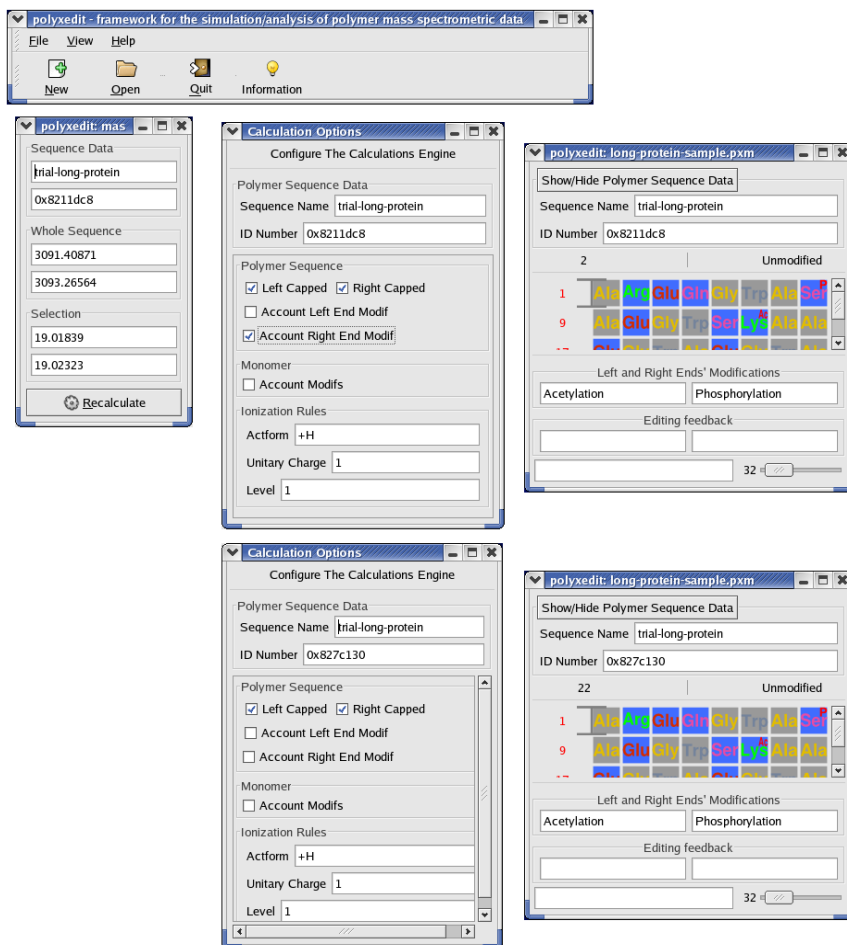 polyxedit - framework for the simulation/analysis of polymer mass spectrometric data
File View Help
New Open Quit Information
polyxedit: mas
Sequence Data
trial-long-protein
0x8211dc8
Whole Sequence
3091.40871
3093.26564
Selection
19.01839
19.02323
Recalculate
Calculation Options
Configure The Calculations Engine
Polymer Sequence Data
Sequence Name trial-long-protein
ID Number 0x8211dc8
Polymer Sequence
Left Capped Right Capped
Account Left End Modif
Account Right End Modif
Monomer
Account Modifs
Ionization Rules
Actform +H
Unitary Charge 1
Level 1
polyxedit: long-protein-sample.pxm
Show/Hide Polymer Sequence Data
Sequence Name trial-long-protein
ID Number 0x8211dc8
2 Unmodified
1 Ala Arg Glu Gln Gly Trp Ala Ser P
9 Ala Glu Gly Trp Ser Lys Ac Ala Ala
Left and Right Ends' Modifications
Acetylation Phosphorylation
Editing feedback
32
Calculation Options
Configure The Calculations Engine
Polymer Sequence Data
Sequence Name trial-long-protein
ID Number 0x827c130
Polymer Sequence
Left Capped Right Capped
Account Left End Modif
Account Right End Modif
Monomer
Account Modifs
Ionization Rules
Actform +H
Unitary Charge 1
Level 1
polyxedit: long-protein-sample.pxm
Show/Hide Polymer Sequence Data
Sequence Name trial-long-protein
ID Number 0x827c130
22 Unmodified
1 Ala Arg Glu Gln Gly Trp Ala Ser P
9 Ala Glu Gly Trp Ser Lys Ac Ala Ala
Left and Right Ends' Modifications
Acetylation Phosphorylation
Editing feedback
32